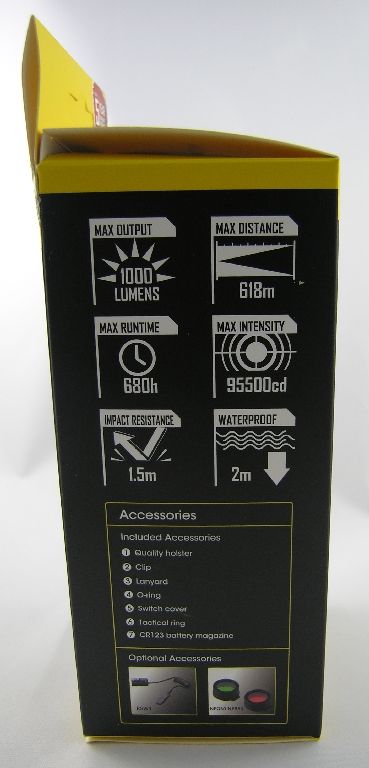 MAX OUTPUT
1000
LUMENS
MAX DISTANCE
618m
MAX RUNTIME
680h
MAX INTENSITY
95500cd
IMPACT RESISTANCE
1.5m
WATERPROOF
2m
Accessories
Included Accessories
1 Quality holster
2 Clip
3 Lanyard
4 O-ring
5 Switch cover
6 Tactical ring
7 CR123 battery magazine
Optional Accessories